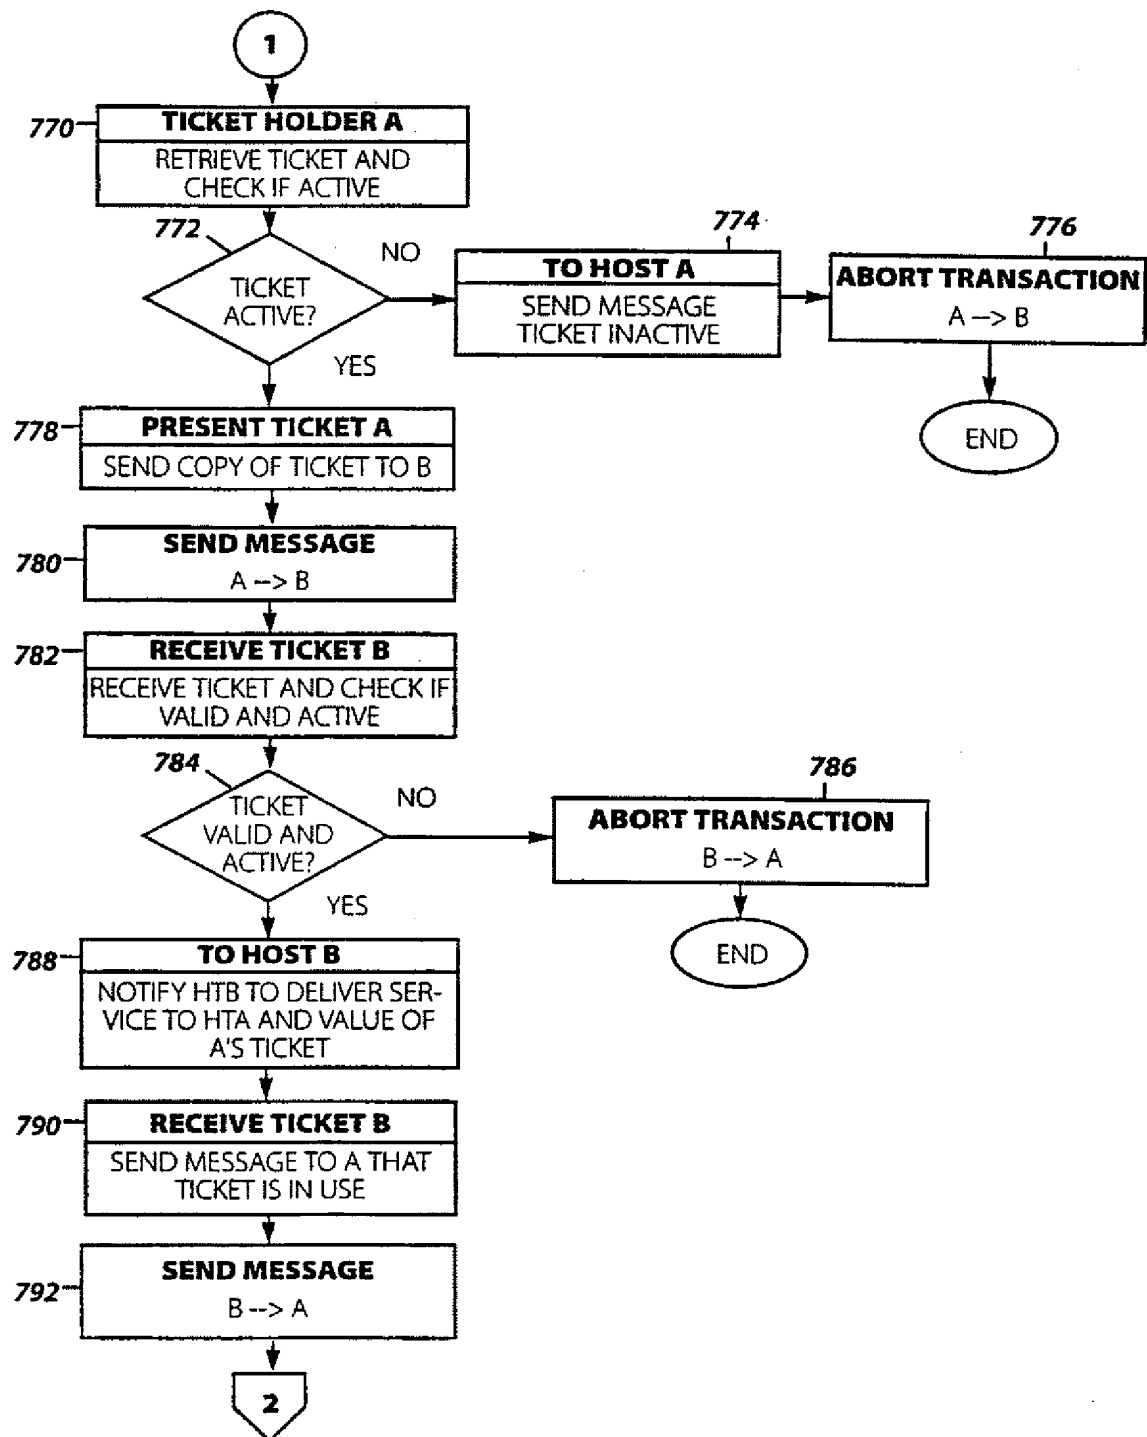 1
770
TICKET HOLDER A
RETRIEVE TICKET AND
CHECK IF ACTIVE
772
TICKET
ACTIVE?
NO
YES
774
TO HOST A
SEND MESSAGE
TICKET INACTIVE
776
ABORT TRANSACTION
A --> B
END
778
PRESENT TICKET A
SEND COPY OF TICKET TO B
780
SEND MESSAGE
A --> B
782
RECEIVE TICKET B
RECEIVE TICKET AND CHECK IF
VALID AND ACTIVE
784
TICKET
VALID AND
ACTIVE?
NO
YES
786
ABORT TRANSACTION
B --> A
END
788
TO HOST B
NOTIFY HTB TO DELIVER SER-
VICE TO HTA AND VALUE OF
A'S TICKET
790
RECEIVE TICKET B
SEND MESSAGE TO A THAT
TICKET IS IN USE
792
SEND MESSAGE
B --> A
2